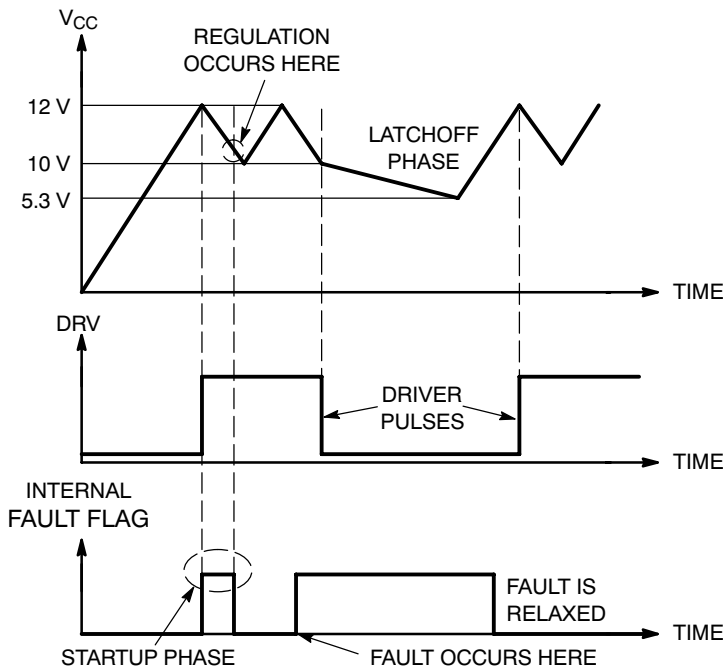 V_CC
REGULATION
OCCURS HERE
12 V
10 V
5.3 V
LATCHOFF
PHASE
TIME
DRV
DRIVER
PULSES
TIME
INTERNAL
FAULT FLAG
FAULT IS
RELAXED
TIME
STARTUP PHASE
FAULT OCCURS HERE